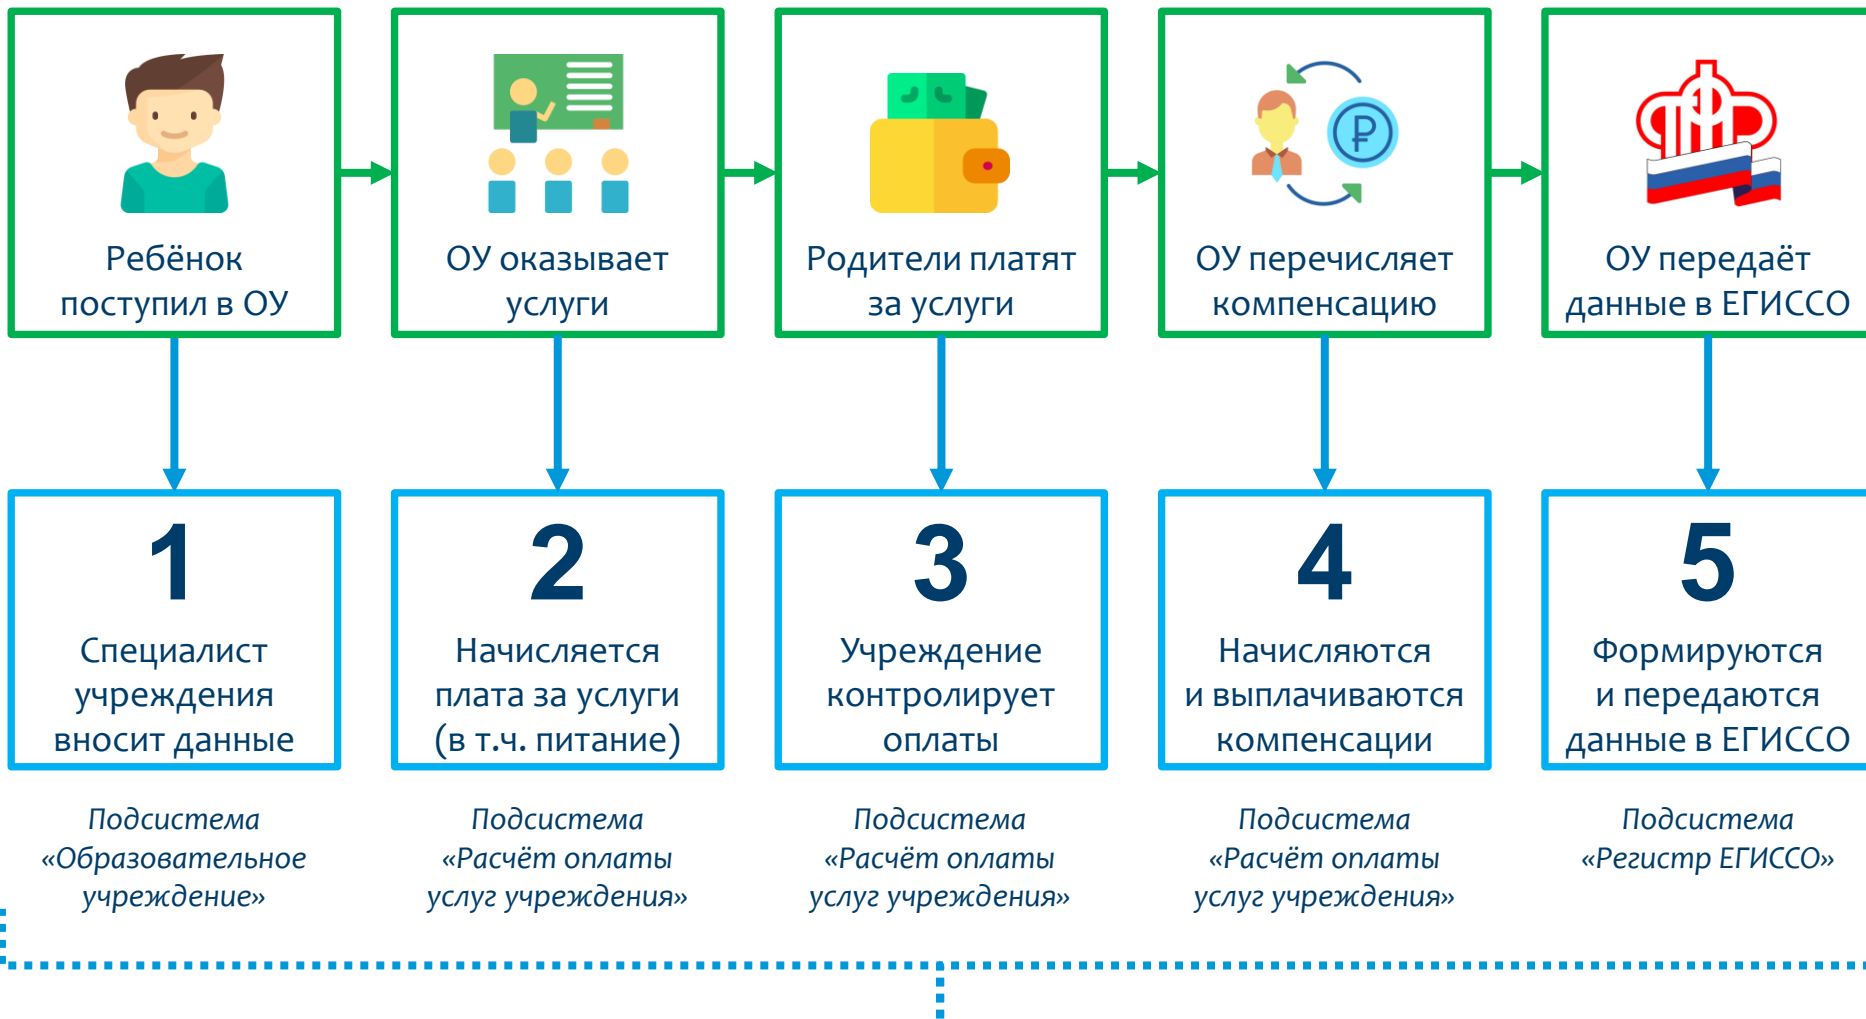 Ребёнок
поступил в ОУ
ОУ оказывает
услуги
Родители платят
за услуги
ОУ перечисляет
компенсацию
ОУ передаёт
данные в ЕГИССО
1
Специалист
учреждения
вносит данные
2
Начисляется
плата за услуги
(в т.ч. питание)
3
Учреждение
контролирует
оплаты
4
Начисляются
и выплачиваются
компенсации
5
Формируются
и передаются
данные в ЕГИССО
Подсистема
«Образовательное
учреждение»
Подсистема
«Расчёт оплаты
услуг учреждения»
Подсистема
«Расчёт оплаты
услуг учреждения»
Подсистема
«Расчёт оплаты
услуг учреждения»
Подсистема
«Регистр ЕГИССО»